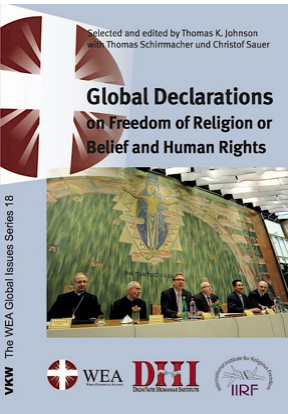 Selected and edited by Thomas K. Johnson
with Thomas Schirrmacher and Christof Sauer
Global Declarations
on Freedom of Religion or
Belief and Human Rights
VKW The WEA Global Issues Series 18
WEA
DHI
DIGNITATIS HUMANAE INSTITUTE
International Institute for Religious Freedom
IIRF